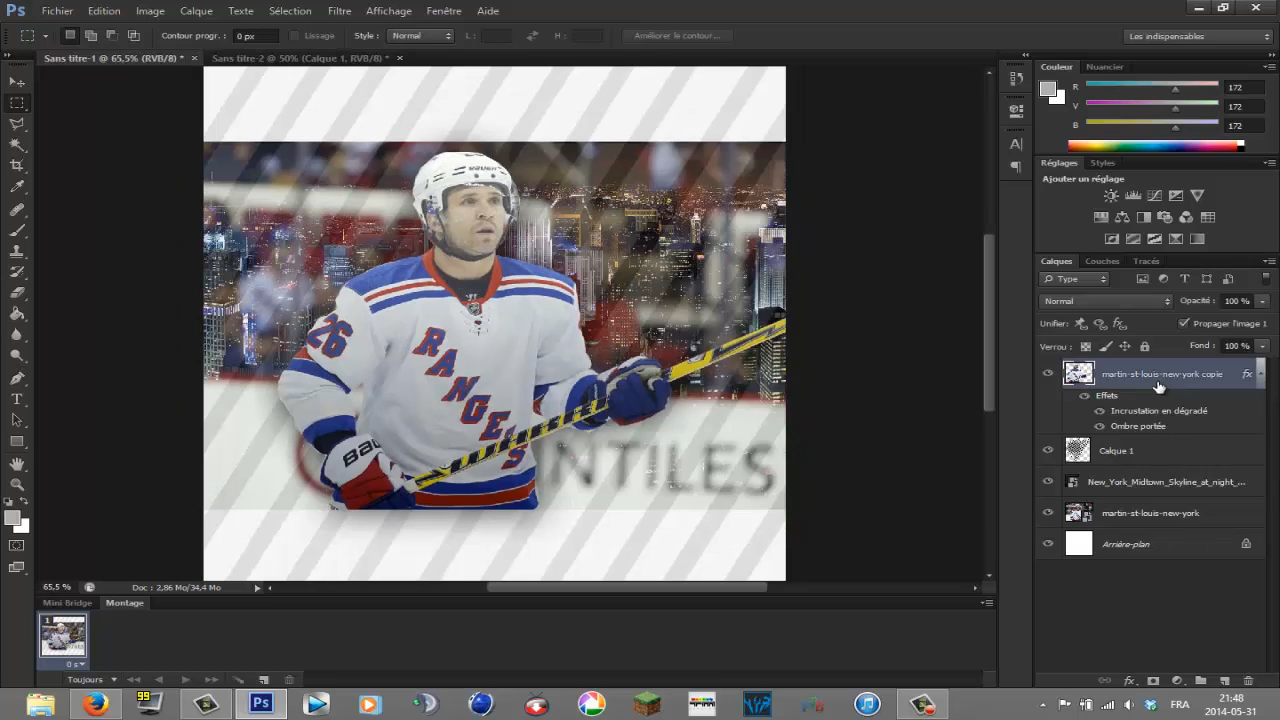 Ps Fichier Edition Image Calque Texte Sélection Filtre Affichage Fenêtre Aide
Contour progr. : 0 px Lissage Style : Normal L : H : Améliorer le contour... Les indispensables
Sans titre-1 @ 65,5% (RVB/8) * × Sans titre-2 @ 50% (Calque 1, RVB/8) * ×
Couleur Nuancier
R 172
V 172
B 172
Réglages Styles
Ajouter un réglage
Calques Couches Tracés
Type
Normal Opacité : 100 %
Unifier : Propager l'image 1
Verrou : Fond : 100 %
martin-st-louis-new-york copie fx
Effets
Incrustation en dégradé
Ombre portée
Calque 1
New_York_Midtown_Skyline_at_night_...
martin-st-louis-new-york
Arrière-plan
26
RANGERS
NTILES
65,5 % Doc : 2,86 Mo/34,4 Mo
Mini Bridge Montage
1
0 s
Toujours
99
Ps
FRA
21:48
2014-05-31